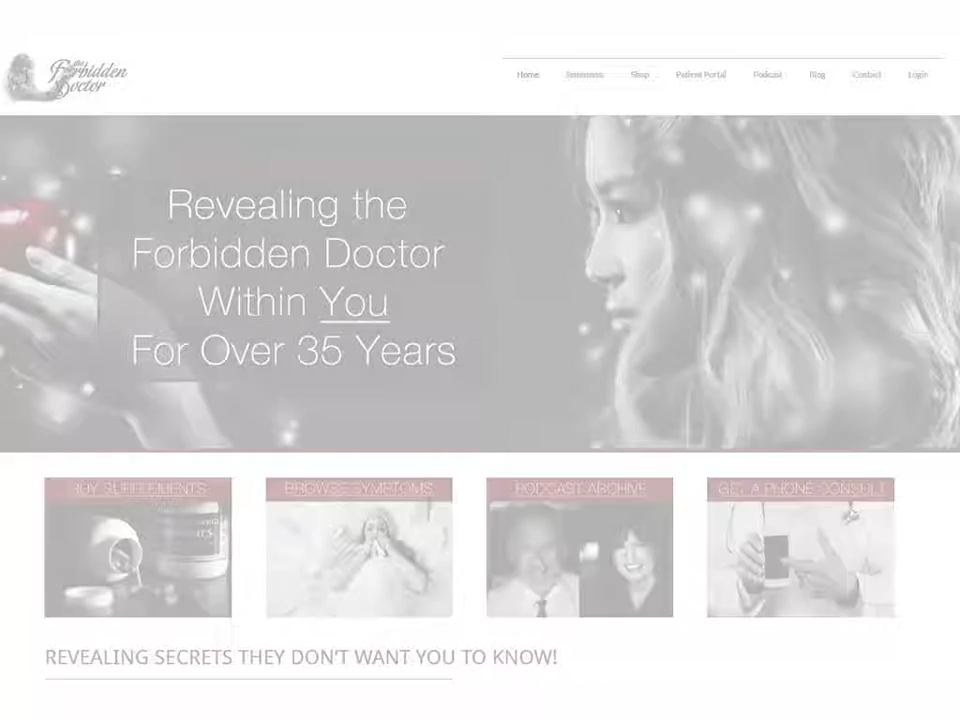 the
Forbidden
Doctor
Home Shop Patient Portal Podcast Blog Contact Login
Revealing the
Forbidden Doctor
Within You
For Over 35 Years
BUY SUPPLEMENTS BROWSE SYMPTOMS PODCAST ARCHIVE GET A PHONE CONSULT
REVEALING SECRETS THEY DON'T WANT YOU TO KNOW!